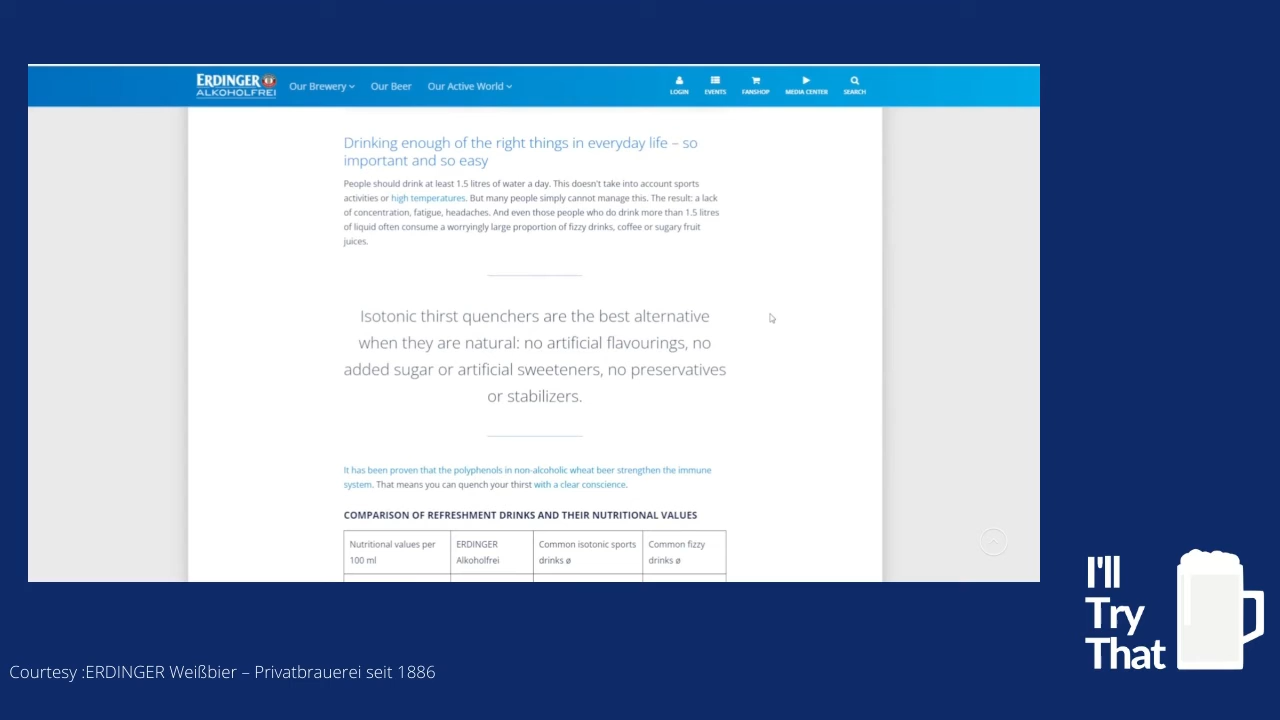 ERDINGER
ALKOHOLFREI
Our Brewery
Our Beer
Our Active World
LOGIN
EVENTS
FANSHOP
MEDIA CENTER
SEARCH
Drinking enough of the right things in everyday life – so
important and so easy
People should drink at least 1.5 litres of water a day. This doesn't take into account sports
activities or high temperatures. But many people simply cannot manage this. The result: a lack
of concentration, fatigue, headaches. And even those people who do drink more than 1.5 litres
of liquid often consume a worryingly large proportion of fizzy drinks, coffee or sugary fruit
juices.
Isotonic thirst quenchers are the best alternative
when they are natural: no artificial flavourings, no
added sugar or artificial sweeteners, no preservatives
or stabilizers.
It has been proven that the polyphenols in non-alcoholic wheat beer strengthen the immune
system. That means you can quench your thirst with a clear conscience.
COMPARISON OF REFRESHMENT DRINKS AND THEIR NUTRITIONAL VALUES
Nutritional values per
100 ml
ERDINGER
Alkoholfrei
Common isotonic sports
drinks ø
Common fizzy
drinks ø
I'll
Try
That
Courtesy :ERDINGER Weißbier – Privatbrauerei seit 1886